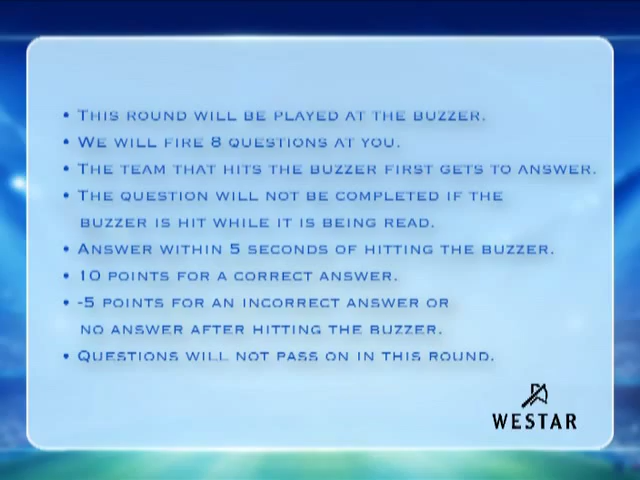 • This round will be played at the buzzer.
• We will fire 8 questions at you.
• The team that hits the buzzer first gets to answer.
• The question will not be completed if the
buzzer is hit while it is being read.
• Answer within 5 seconds of hitting the buzzer.
• 10 points for a correct answer.
• -5 points for an incorrect answer or
no answer after hitting the buzzer.
• Questions will not pass on in this round.
WESTAR